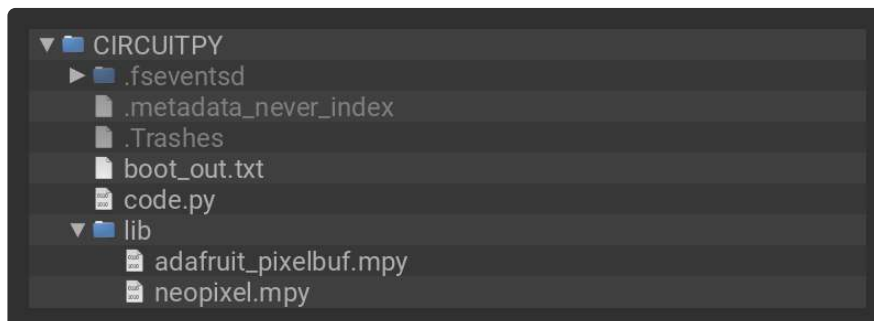 CIRCUITPY
.fseventsd
.metadata_never_index
.Trashes
boot_out.txt
code.py
lib
adafruit_pixelbuf.mpy
neopixel.mpy